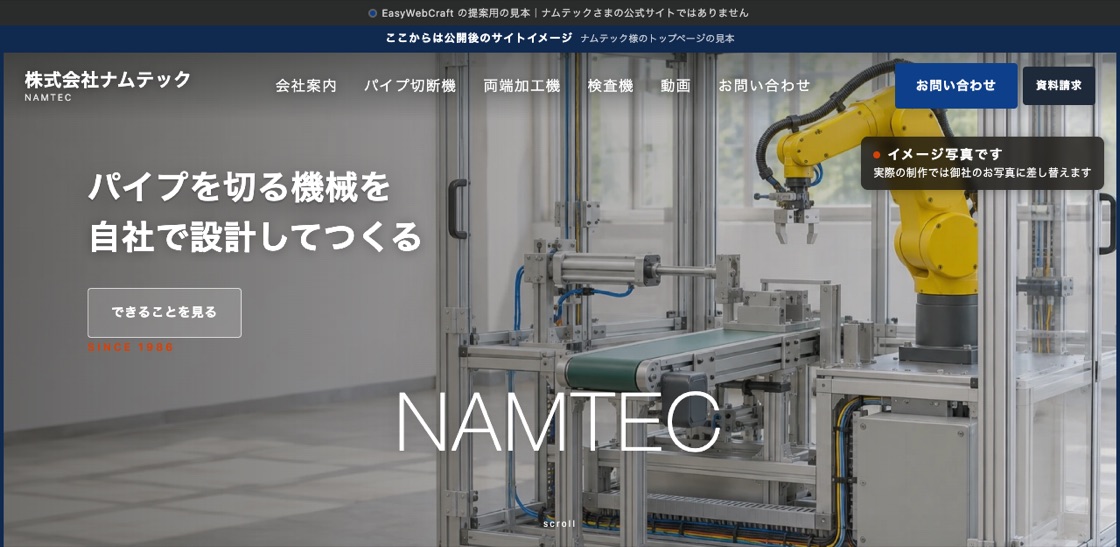 EasyWebCraft の提案用の見本｜ナムテックさまの公式サイトではありません
ここからは公開後のサイトイメージ ナムテック様のトップページの見本
株式会社ナムテック
NAMTEC
会社案内 パイプ切断機 両端加工機 検査機 動画 お問い合わせ
お問い合わせ
資料請求
イメージ写真です
実際の制作では御社のお写真に差し替えます
パイプを切る機械を
自社で設計してつくる
できることを見る
SINCE 1986
NAMTEC
scroll